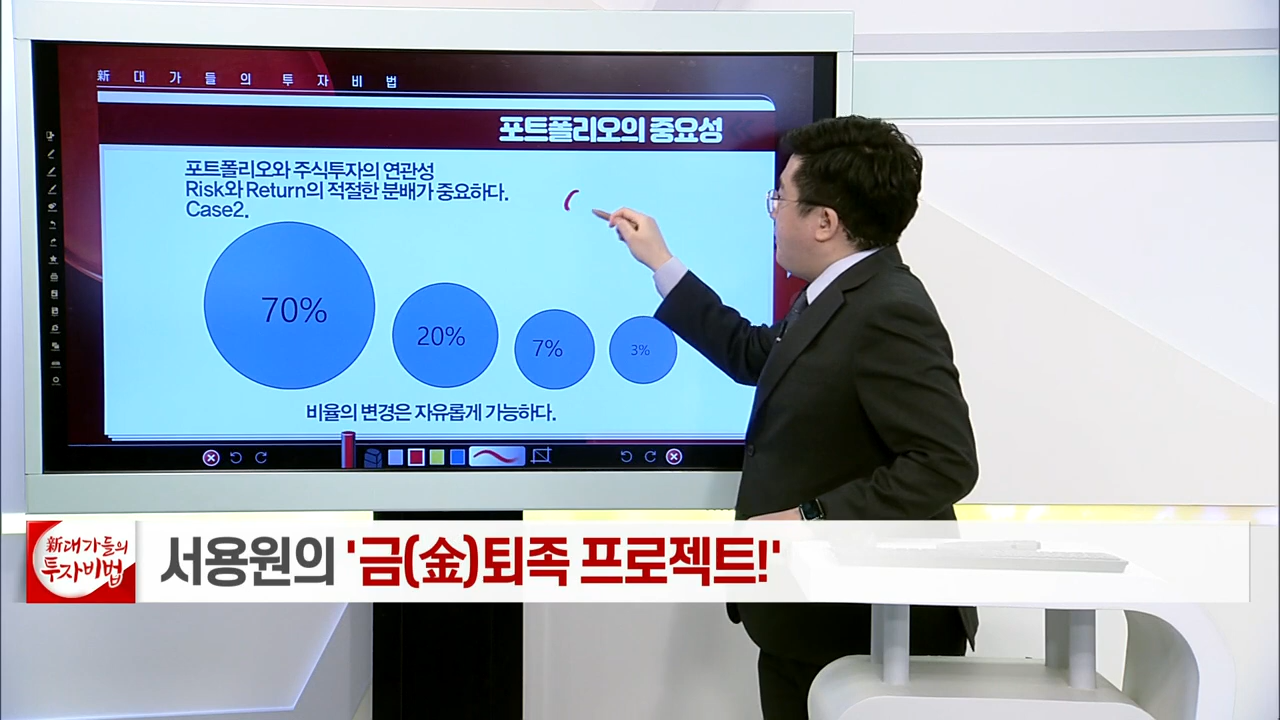 新 대 가 들 의 투 자 비 법
포트폴리오의 중요성
포트폴리오와 주식투자의 연관성
Risk와 Return의 적절한 분배가 중요하다.
Case2.
70%
20%
7%
3%
비율의 변경은 자유롭게 가능하다.
新대가들의
투자비법
서용원의 '금(金)퇴족 프로젝트!'